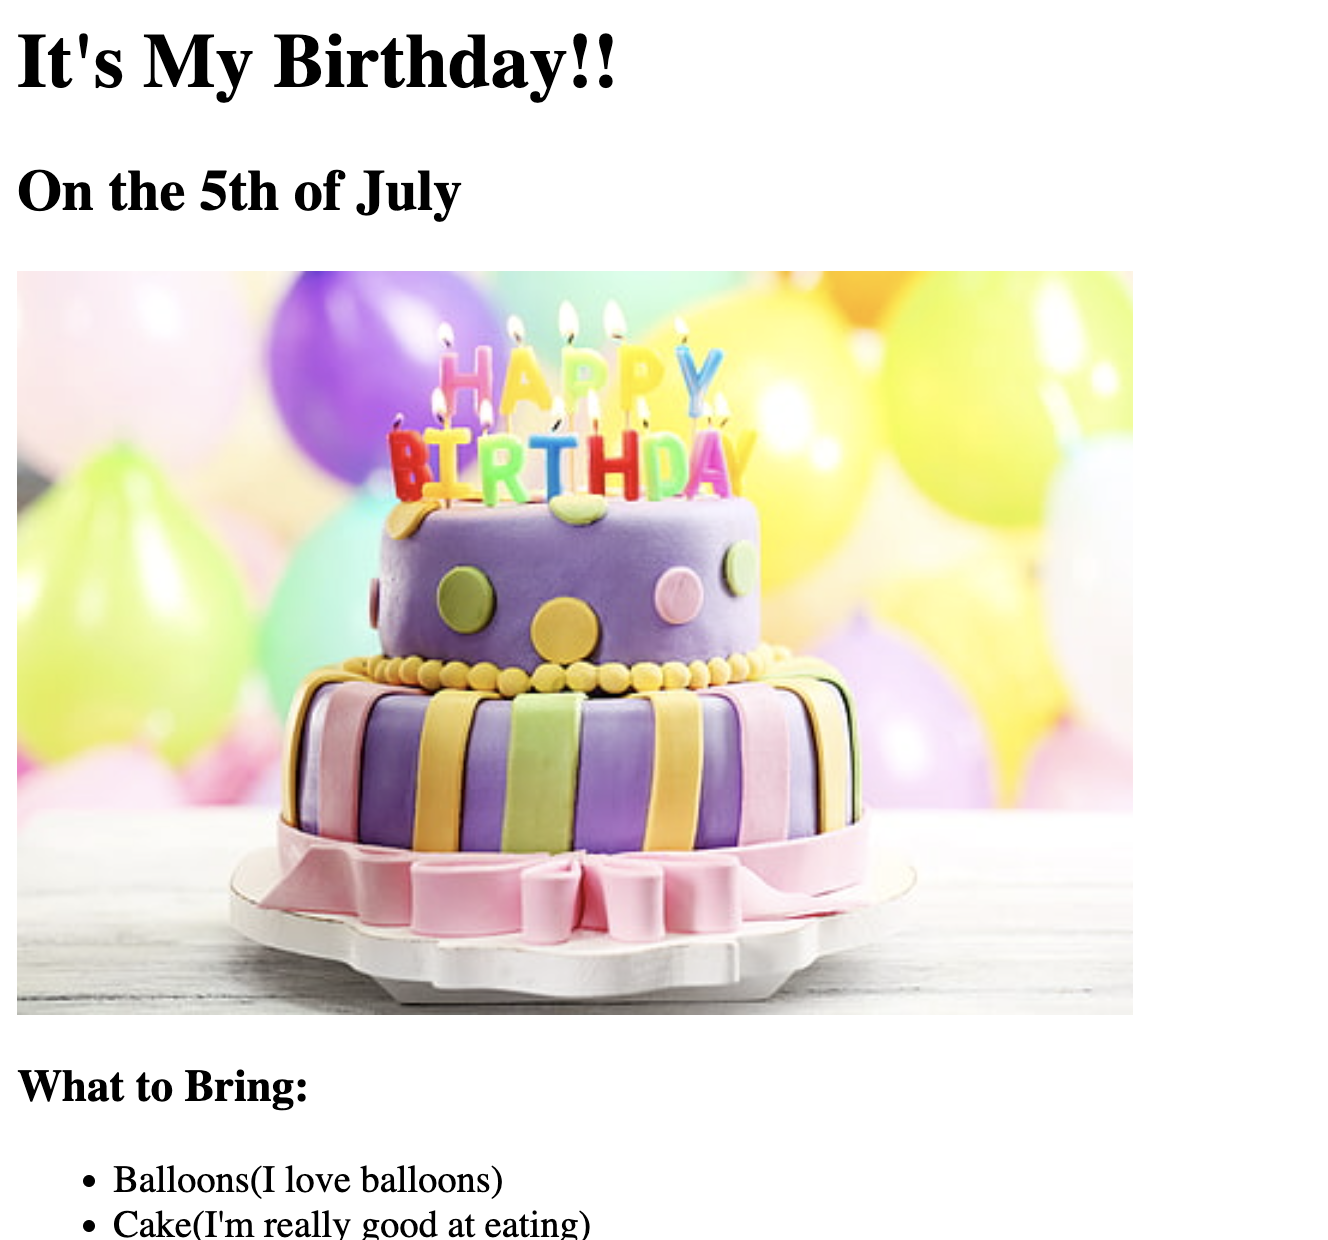 It's My Birthday!!
On the 5th of July
HAPPY
BIRTHDAY
What to Bring:
Balloons(I love balloons)
Cake(I'm really good at eating)